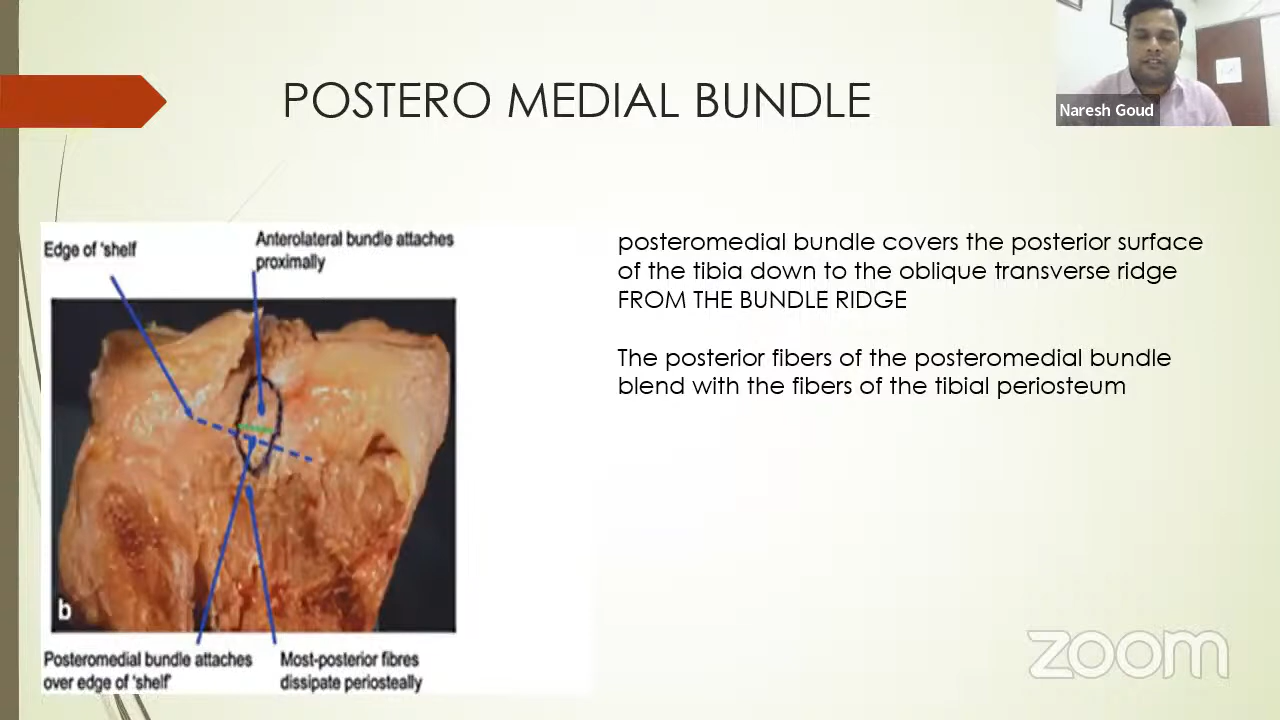 POSTERO MEDIAL BUNDLE
Naresh Goud
Edge of 'shelf
Anterolateral bundle attaches
proximally
b
Posteromedial bundle attaches
over edge of 'shelf'
Most-posterior fibres
dissipate periosteally
posteromedial bundle covers the posterior surface
of the tibia down to the oblique transverse ridge
FROM THE BUNDLE RIDGE
The posterior fibers of the posteromedial bundle
blend with the fibers of the tibial periosteum
zoom